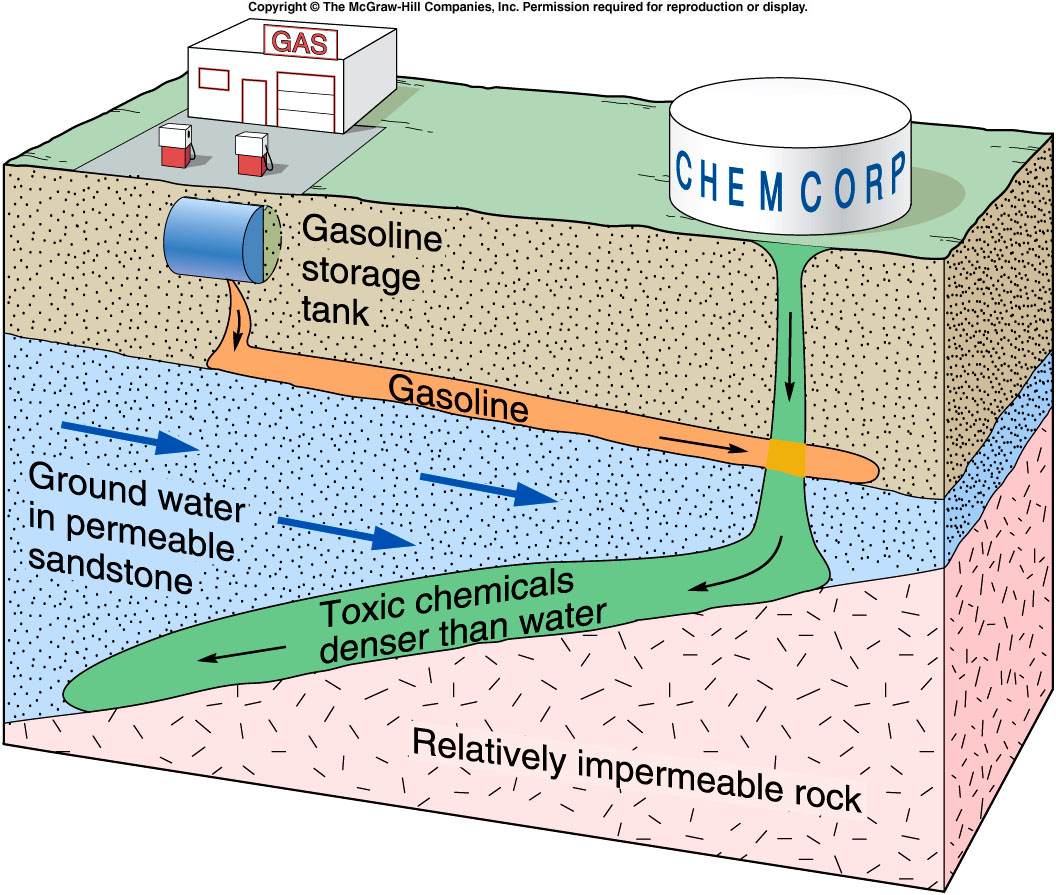 Copyright © The McGraw-Hill Companies, Inc. Permission required for reproduction or display.
GAS
CHEMCORP
Gasoline
storage
tank
Gasoline
Ground water
in permeable
sandstone
Toxic chemicals
denser than water
Relatively impermeable rock